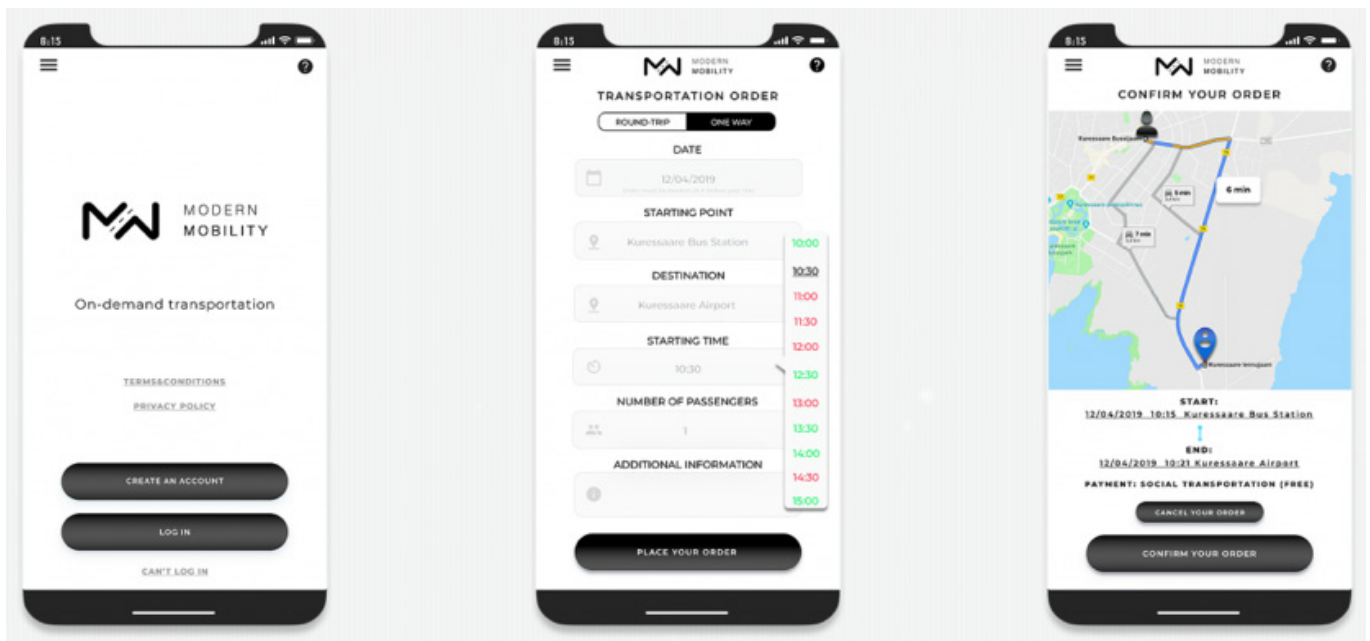 8:15
MODERN
MOBILITY
On-demand transportation
TERMS&CONDITIONS
PRIVACY POLICY
CREATE AN ACCOUNT
LOG IN
CAN'T LOG IN
8:15
MODERN
MOBILITY
TRANSPORTATION ORDER
ROUND-TRIP ONE WAY
DATE
12/04/2019
STARTING POINT
Kuressaare Bus Station
DESTINATION
Kuressaare Airport
STARTING TIME
10:30
NUMBER OF PASSENGERS
1
ADDITIONAL INFORMATION
10:00
10:30
11:00
11:30
12:00
12:30
13:00
13:30
14:00
14:30
15:00
PLACE YOUR ORDER
8:15
MODERN
MOBILITY
CONFIRM YOUR ORDER
Kuressaare
6 min
7 min
Kuressaare lennujaam
START:
12/04/2019 10:15 Kuressaare Bus Station
END:
12/04/2019 10:21 Kuressaare Airport
PAYMENT: SOCIAL TRANSPORTATION (FREE)
CANCEL YOUR ORDER
CONFIRM YOUR ORDER